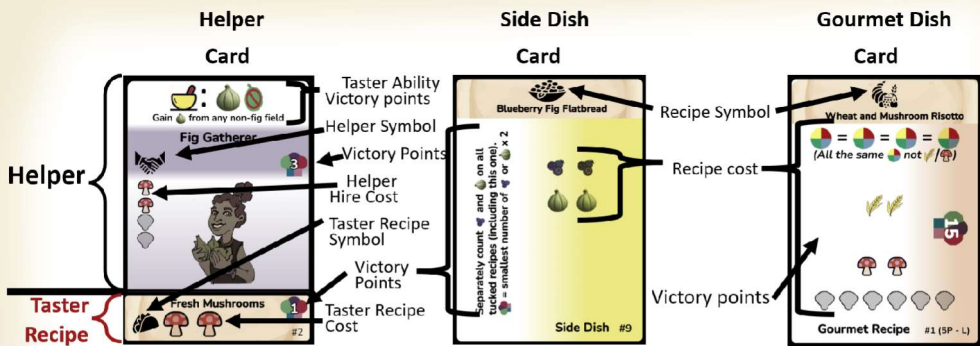 Helper
Card
Side Dish
Card
Gourmet Dish
Card
Helper
Taster
Recipe
Gain from any non-fig field
Fig Gatherer
3
Fresh Mushrooms
1
#2
Taster Ability
Victory points
Helper Symbol
Victory Points
Helper
Hire Cost
Taster Recipe
Symbol
Victory
Points
Taster Recipe
Cost
Blueberry Fig Flatbread
Separately count and on all
tucked recipes (including this one).
= smallest number of or x 2
Side Dish #9
Recipe Symbol
Recipe cost
Victory points
Wheat and Mushroom Risotto
= = =
(All the same not / )
15
Gourmet Recipe #1 (5P - L)